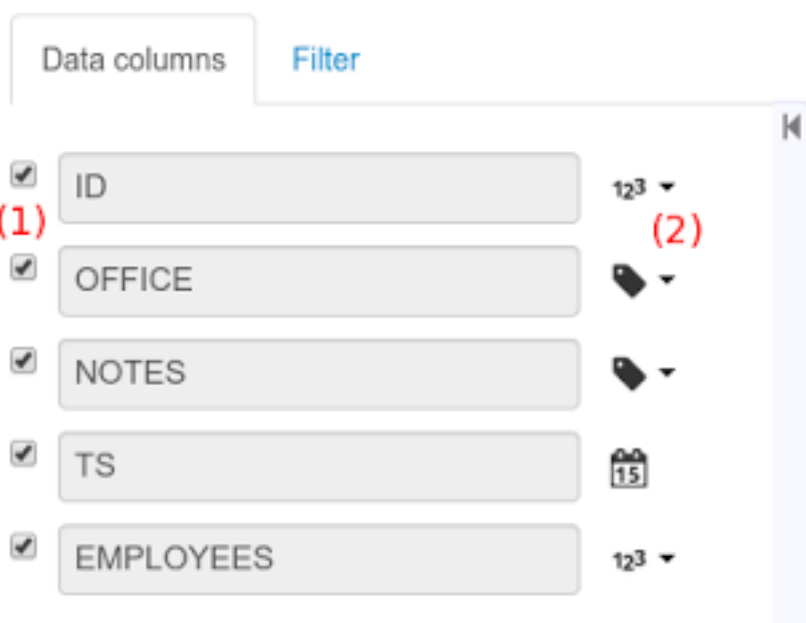 Data columns Filter
ID 123
(1) (2)
OFFICE
NOTES
TS 15
EMPLOYEES 123